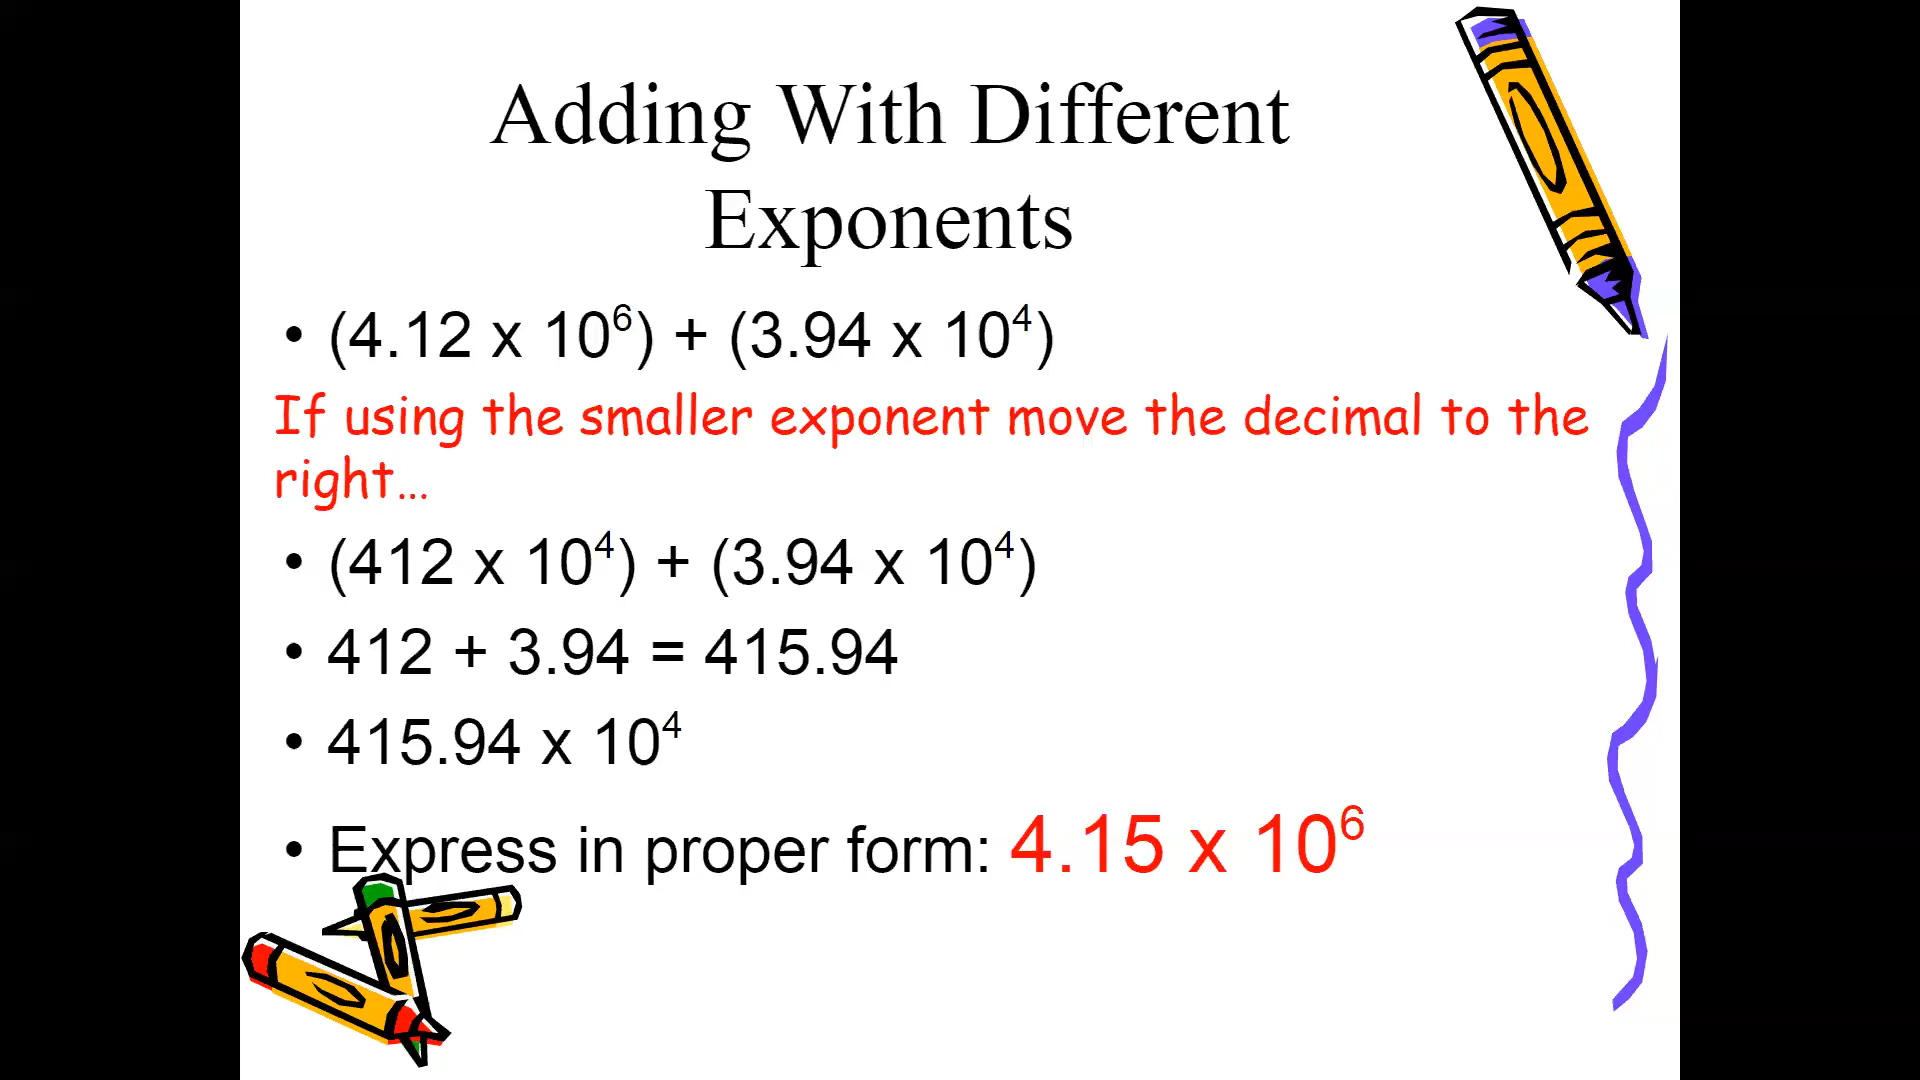 Adding With Different
Exponents
• (4.12 x 10⁶) + (3.94 x 10⁴)
If using the smaller exponent move the decimal to the
right...
• (412 x 10⁴) + (3.94 x 10⁴)
• 412 + 3.94 = 415.94
• 415.94 x 10⁴
• Express in proper form: 4.15 x 10⁶